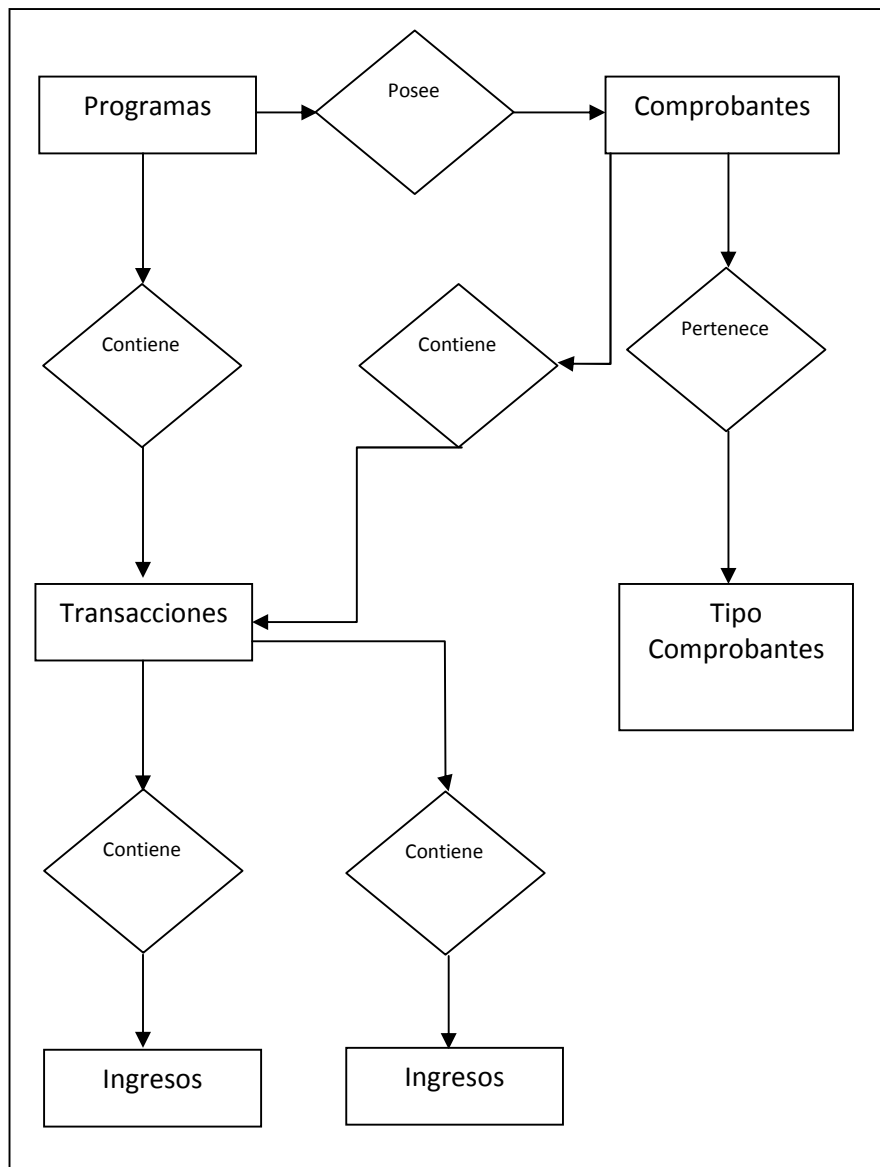 Programas
Posee
Comprobantes
Contiene
Contiene
Pertenece
Transacciones
Tipo
Comprobantes
Contiene
Contiene
Ingresos
Ingresos